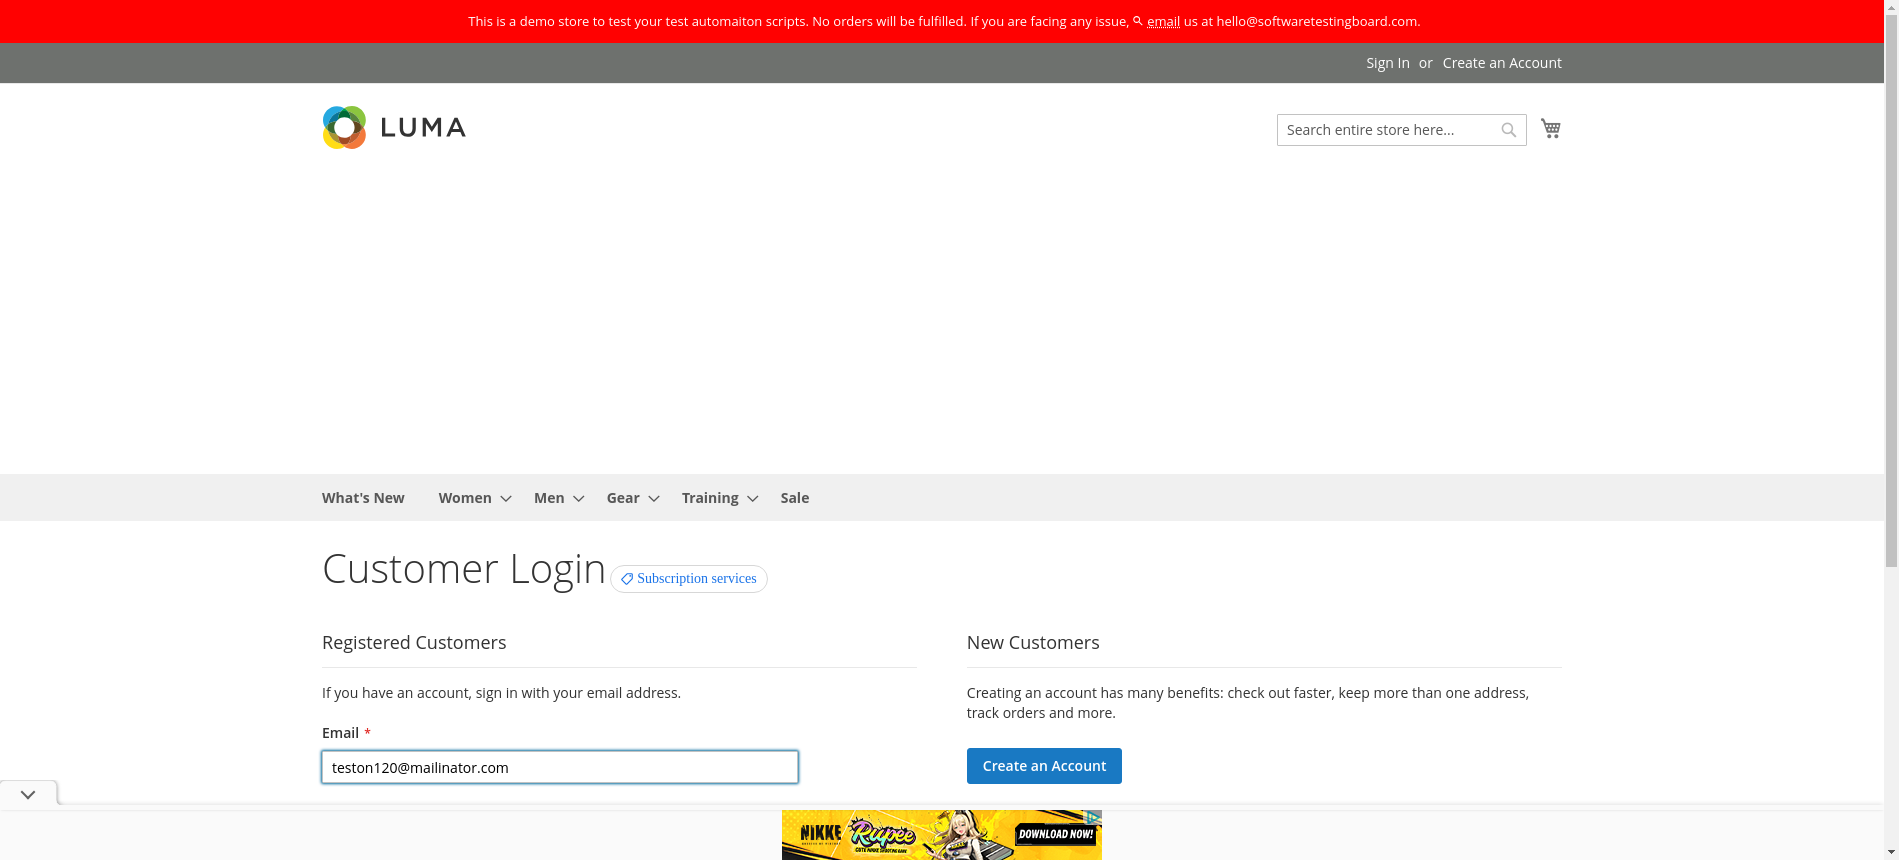 This is a demo store to test your test automaiton scripts. No orders will be fulfilled. If you are facing any issue, email us at hello@softwaretestingboard.com.
Sign In or Create an Account
LUMA
Search entire store here...
What's New Women Men Gear Training Sale
Customer Login Subscription services
Registered Customers
If you have an account, sign in with your email address.
Email *
teston120@mailinator.com
New Customers
Creating an account has many benefits: check out faster, keep more than one address,
track orders and more.
Create an Account
NIKKE Rupee DOWNLOAD NOW!
CUTE NIKKE SHOOTING GAME